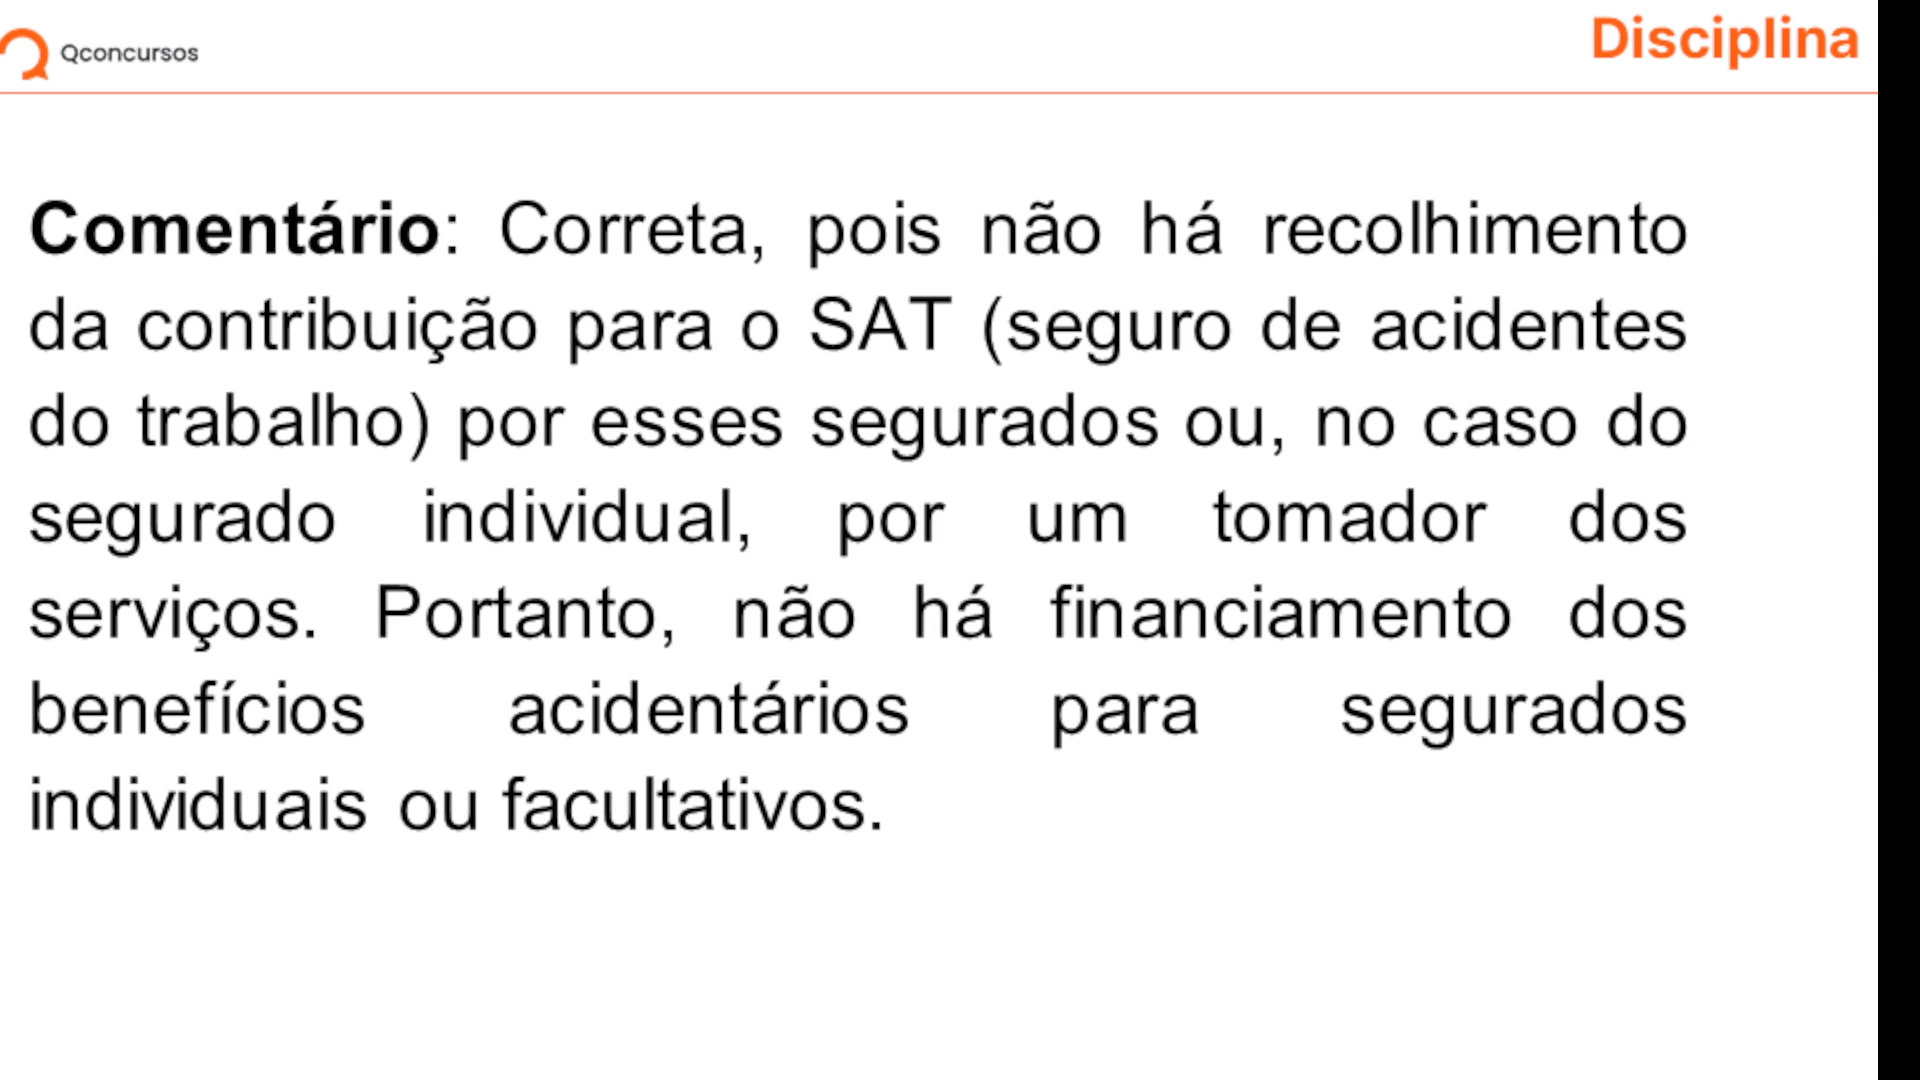 Qconcursos
Disciplina
Comentário: Correta, pois não há recolhimento
da contribuição para o SAT (seguro de acidentes
do trabalho) por esses segurados ou, no caso do
segurado individual, por um tomador dos
serviços. Portanto, não há financiamento dos
benefícios acidentários para segurados
individuais ou facultativos.